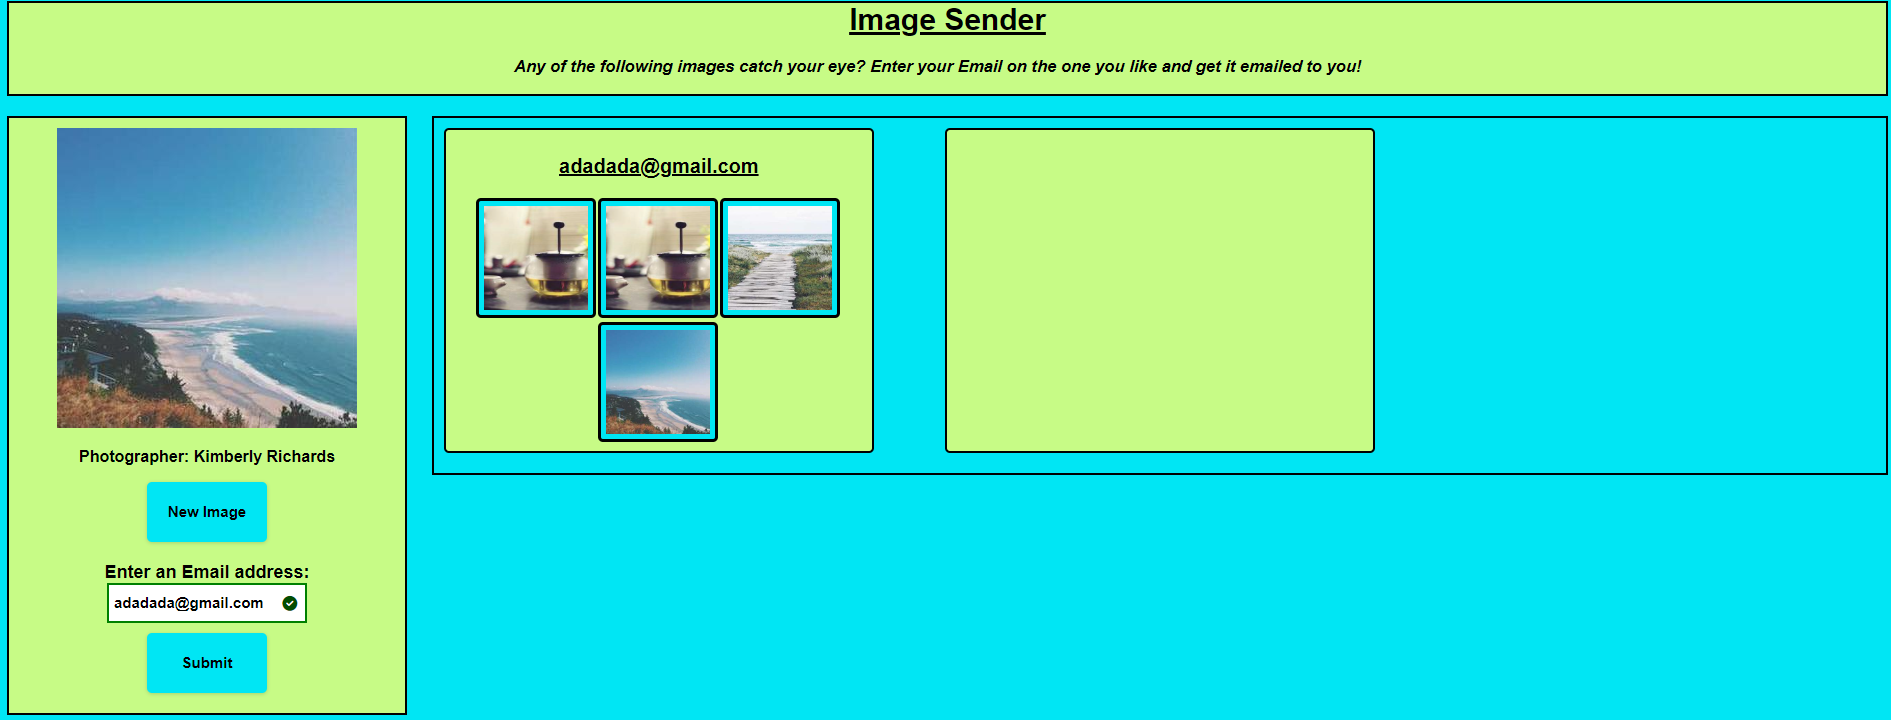 Image Sender
Any of the following images catch your eye? Enter your Email on the one you like and get it emailed to you!
Photographer: Kimberly Richards
New Image
Enter an Email address:
adadada@gmail.com
Submit
adadada@gmail.com